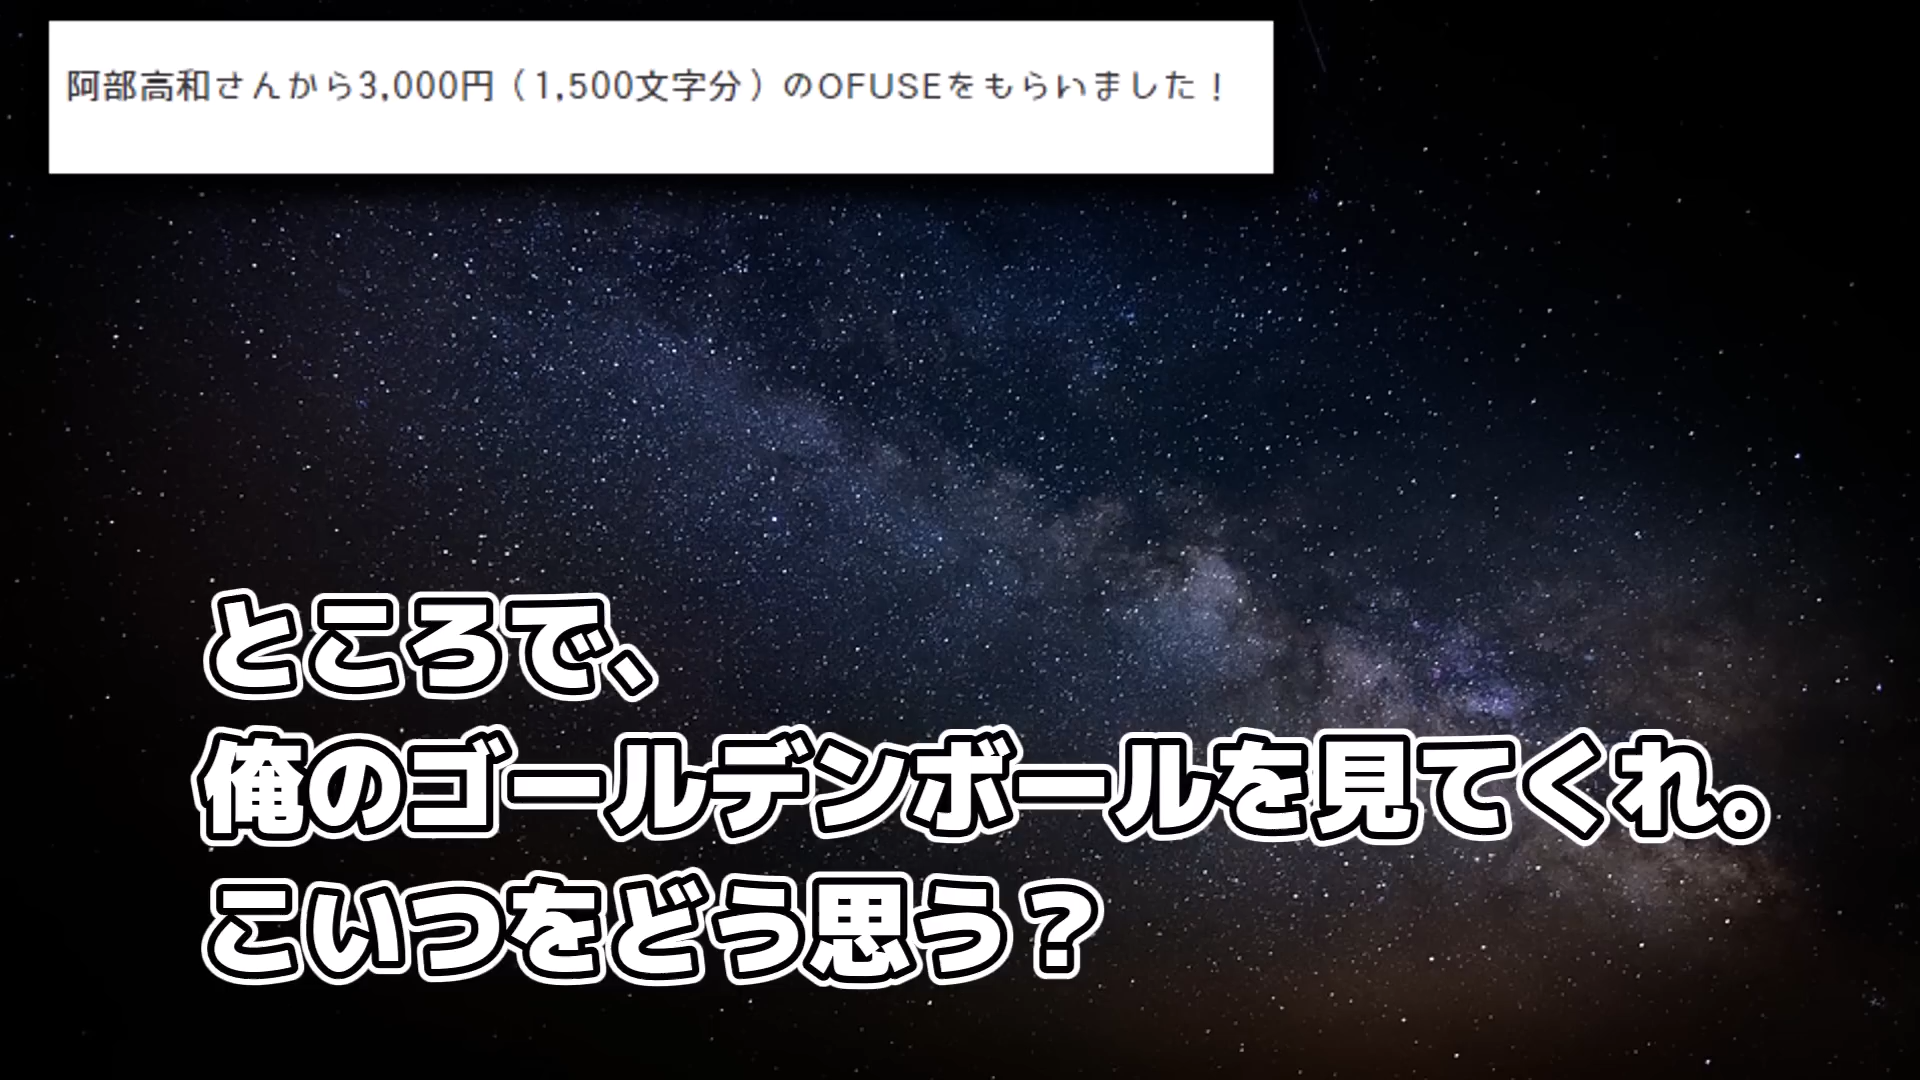 阿部高和さんから3,000円（1,500文字分）のOFUSEをもらいました！
ところで、
俺のゴールデンボールを見てくれ。
こいつをどう思う？